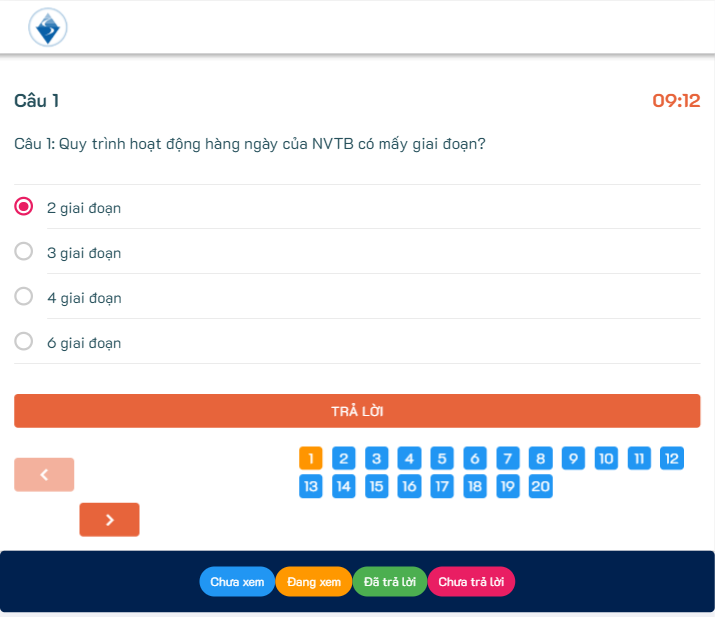 Câu 1
09:12
Câu 1: Quy trình hoạt động hàng ngày của NVTB có mấy giai đoạn?
2 giai đoạn
3 giai đoạn
4 giai đoạn
6 giai đoạn
TRẢ LỜI
1 2 3 4 5 6 7 8 9 10 11 12
13 14 15 16 17 18 19 20
Chưa xem Đang xem Đã trả lời Chưa trả lời